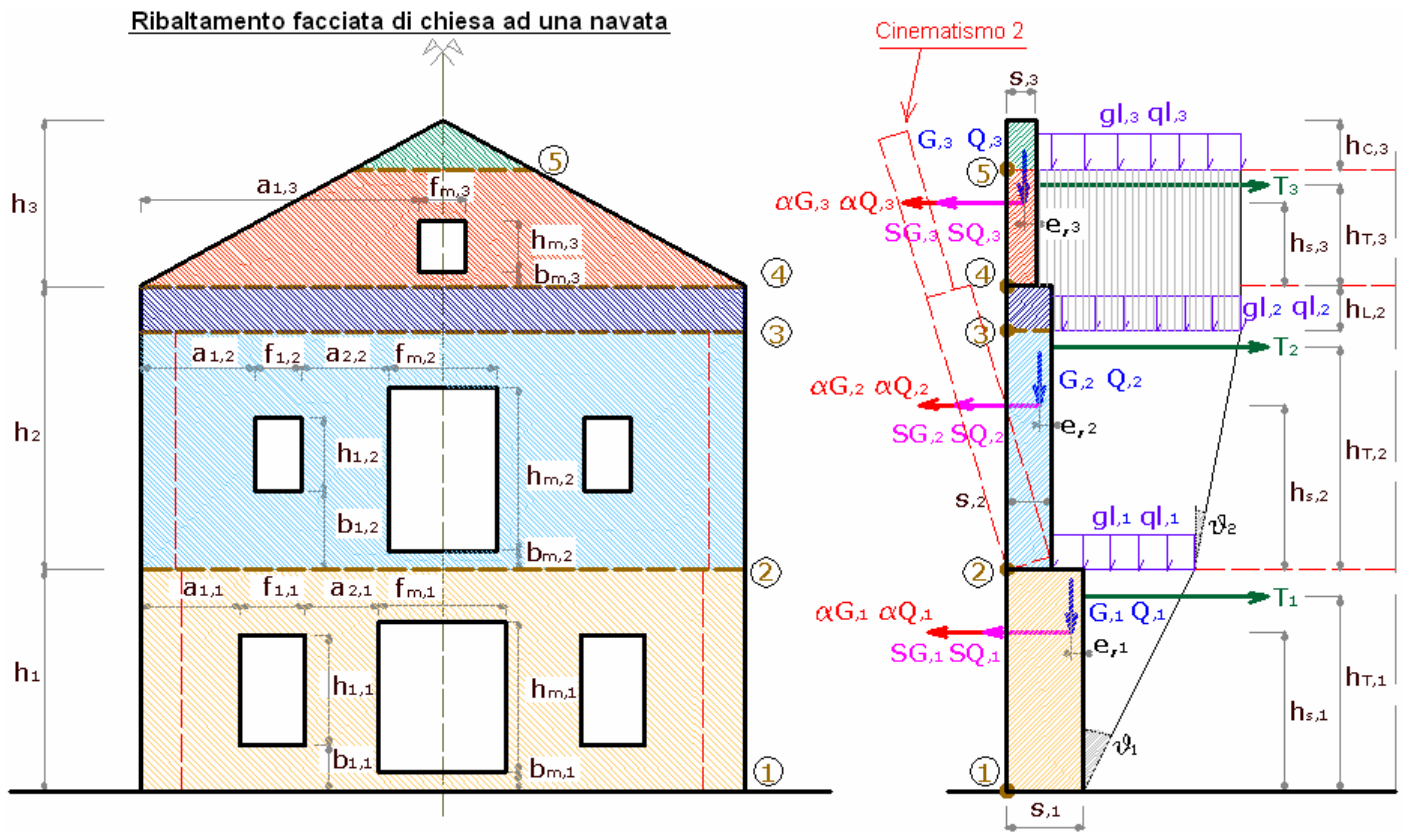 Ribaltamento facciata di chiesa ad una navata
Cinematismo 2
h3
h2
h1
a1,3
fm,3
hm,3
bm,3
5
4
3
2
1
a1,2
f1,2
a2,2
fm,2
h1,2
b1,2
hm,2
bm,2
a1,1
f1,1
a2,1
fm,1
h1,1
b1,1
hm,1
bm,1
s,3
G,3 Q,3
gl,3 ql,3
hc,3
5
T3
αG,3 αQ,3
SG,3 SQ,3
e,3
hs,3
hT,3
4
gl,2 ql,2
hL,2
3
T2
αG,2 αQ,2
G,2 Q,2
SG,2 SQ,2
e,2
s,2
hs,2
hT,2
gl,1 ql,1
ϑ2
2
T1
αG,1 αQ,1
G,1 Q,1
SG,1 SQ,1
e,1
hs,1
hT,1
ϑ1
1
s,1